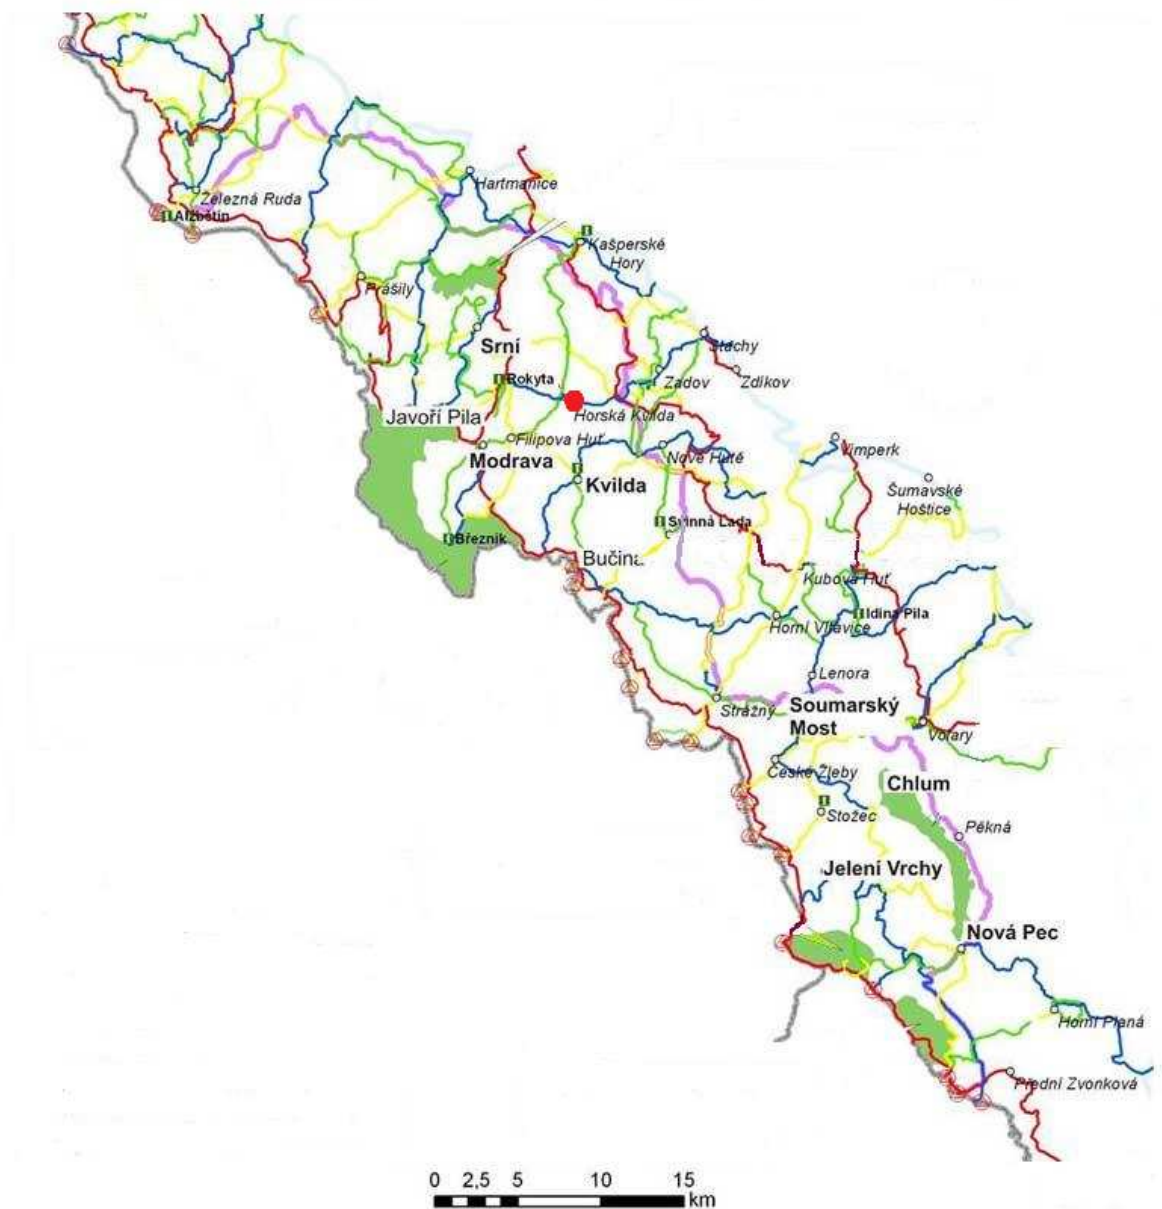 Hartmanice
Železná Ruda
Alžbětín
Kašperské
Hory
Prášily
Srní
Stachy
Rokyta
Zadov
Zdíkov
Javoří Pila
Horská Kvilda
Filipova Huť
Modrava
Nové Hutě
Vimperk
Kvilda
Šumavské
Hoštice
Svinná Lada
Březník
Bučina
Kubova Huť
Idina Pila
Horní Vltavice
Lenora
Strážný
Soumarský
Most
Volary
České Žleby
Chlum
Stožec
Pěkná
Jelení Vrchy
Nová Pec
Horní Planá
Přední Zvonková
0 2,5 5 10 15
km